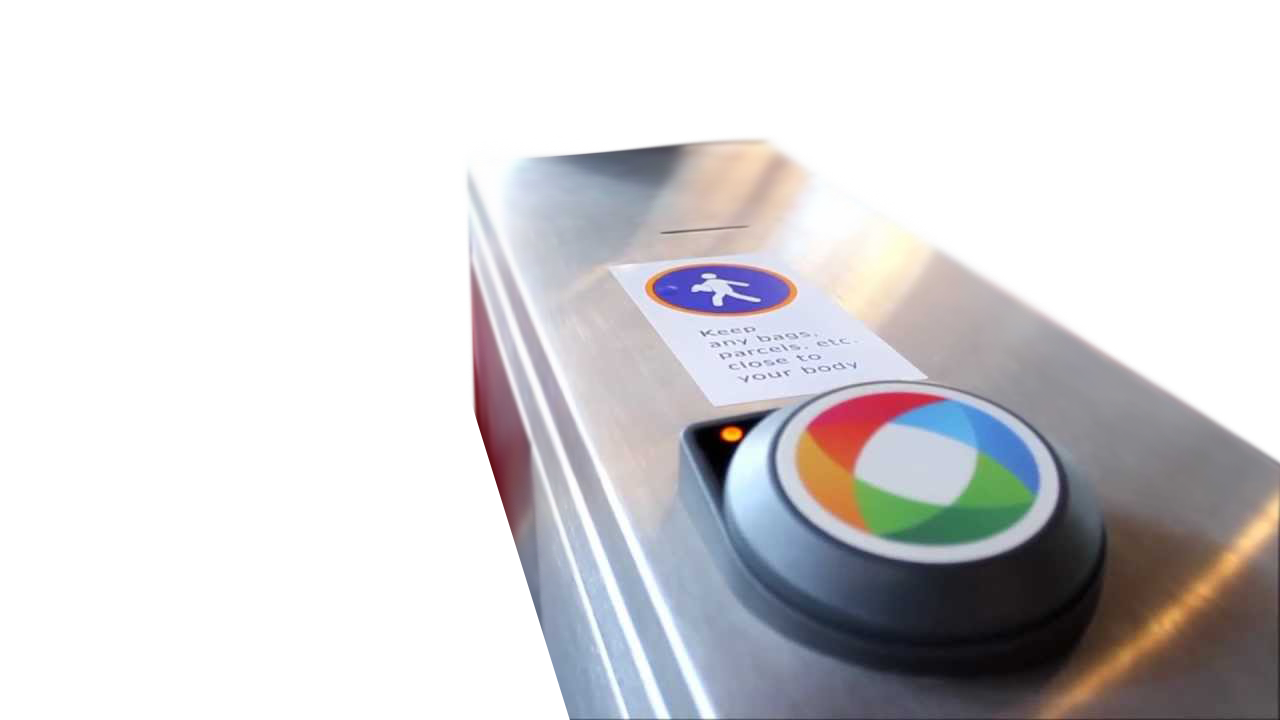 Keep
any bags,
parcels, etc.
close to
your body